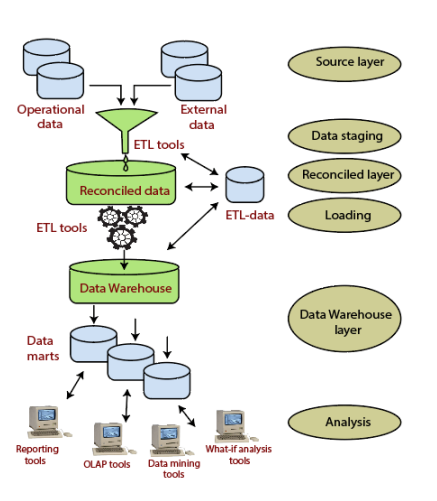 Source layer
Operational
data
External
data
ETL tools
Data staging
Reconciled data
Reconciled layer
ETL-data
ETL tools
Loading
Data Warehouse
Data Warehouse
layer
Data
marts
Analysis
Reporting
tools
OLAP tools
Data mining
tools
What-if analysis
tools